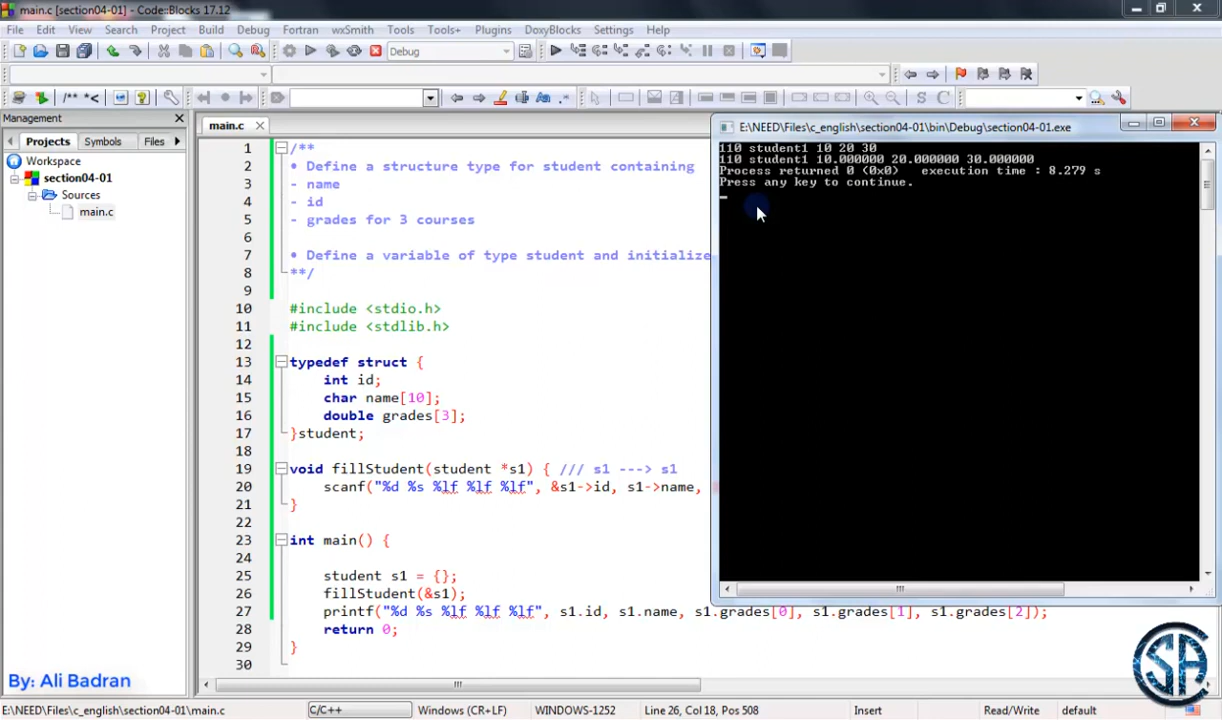 main.c [section04-01] - Code::Blocks 17.12
File Edit View Search Project Build Debug Fortran wxSmith Tools Tools+ Plugins DoxyBlocks Settings Help
Debug
/** *<
S C
Management
Projects Symbols Files
Workspace
section04-01
Sources
main.c
main.c
1 /**
2 • Define a structure type for student containing
3 - name
4 - id
5 - grades for 3 courses
6
7 • Define a variable of type student and initialize
8 **/
9
10 #include <stdio.h>
11 #include <stdlib.h>
12
13 typedef struct {
14 int id;
15 char name[10];
16 double grades[3];
17 }student;
18
19 void fillStudent(student *s1) { /// s1 ---> s1
20 scanf("%d %s %lf %lf %lf", &s1->id, s1->name,
21 }
22
23 int main() {
24
25 student s1 = {};
26 fillStudent(&s1);
27 printf("%d %s %lf %lf %lf", s1.id, s1.name, s1.grades[0], s1.grades[1], s1.grades[2]);
28 return 0;
29 }
30
E:\NEED\Files\c_english\section04-01\bin\Debug\section04-01.exe
110 student1 10 20 30
110 student1 10.000000 20.000000 30.000000
Process returned 0 (0x0) execution time : 8.279 s
Press any key to continue.
By: Ali Badran
SA
E:\NEED\Files\c_english\section04-01\main.c C/C++ Windows (CR+LF) WINDOWS-1252 Line 26, Col 18, Pos 508 Insert Read/Write default